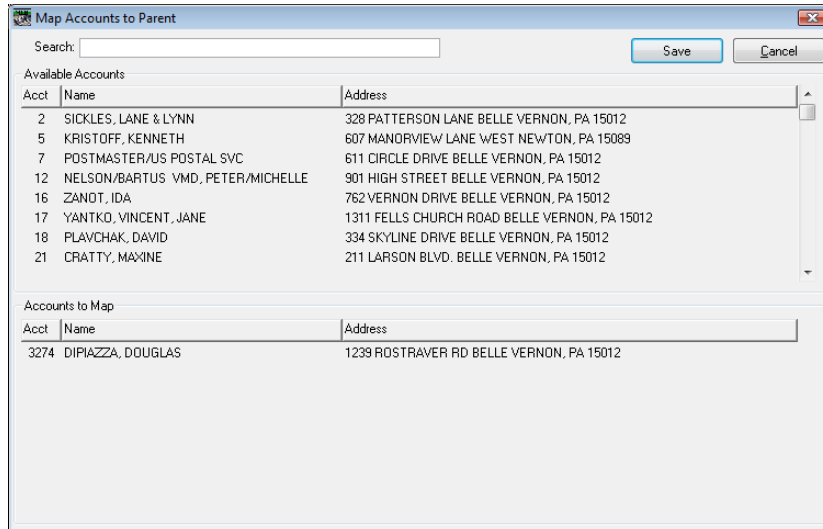 Map Accounts to Parent
Search:
Save
Cancel
Available Accounts
Acct Name Address
2 SICKLES, LANE & LYNN 328 PATTERSON LANE BELLE VERNON, PA 15012
5 KRISTOFF, KENNETH 607 MANORVIEW LANE WEST NEWTON, PA 15089
7 POSTMASTER/US POSTAL SVC 611 CIRCLE DRIVE BELLE VERNON, PA 15012
12 NELSON/BARTUS VMD, PETER/MICHELLE 901 HIGH STREET BELLE VERNON, PA 15012
16 ZANOT, IDA 762 VERNON DRIVE BELLE VERNON, PA 15012
17 YANTKO, VINCENT, JANE 1311 FELLS CHURCH ROAD BELLE VERNON, PA 15012
18 PLAVCHAK, DAVID 334 SKYLINE DRIVE BELLE VERNON, PA 15012
21 CRATTY, MAXINE 211 LARSON BLVD. BELLE VERNON, PA 15012
Accounts to Map
Acct Name Address
3274 DIPIAZZA, DOUGLAS 1239 ROSTRAVER RD BELLE VERNON, PA 15012